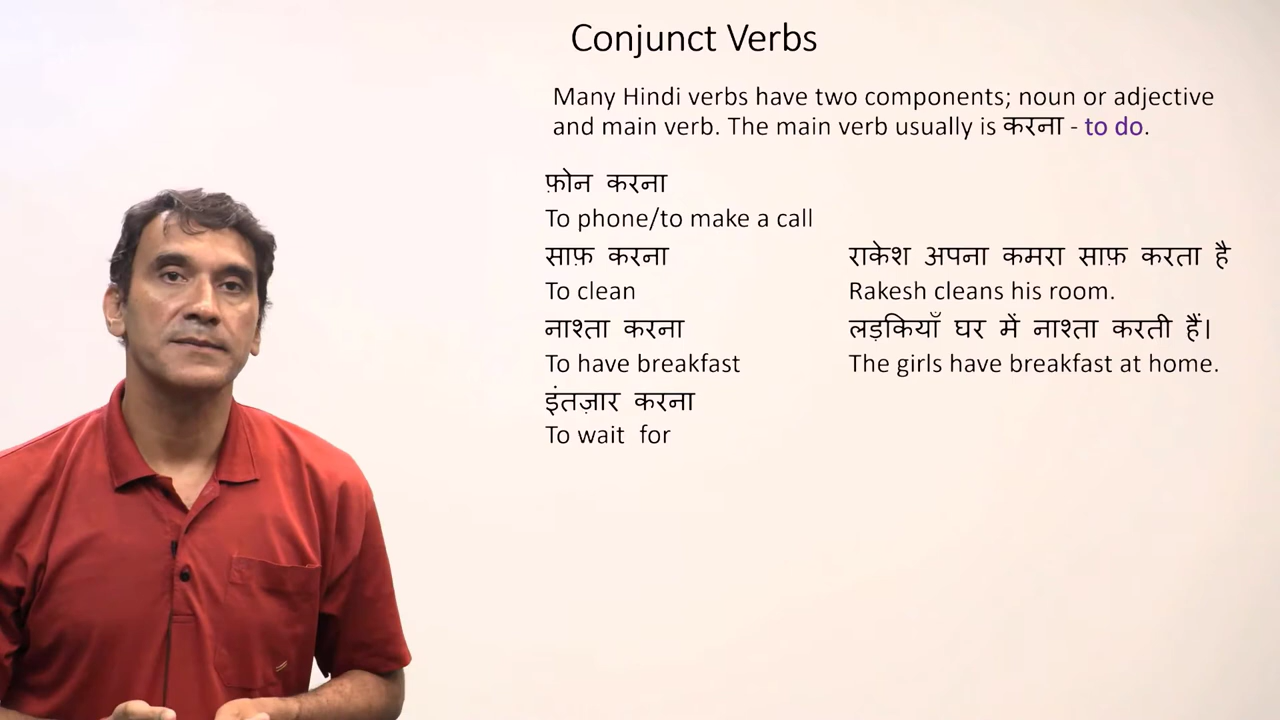 Conjunct Verbs
Many Hindi verbs have two components; noun or adjective
and main verb. The main verb usually is करना - to do.
फ़ोन करना
To phone/to make a call
साफ़ करना
राकेश अपना कमरा साफ़ करता है
To clean
Rakesh cleans his room.
नाश्ता करना
लड़कियाँ घर में नाश्ता करती हैं।
To have breakfast
The girls have breakfast at home.
इंतज़ार करना
To wait for